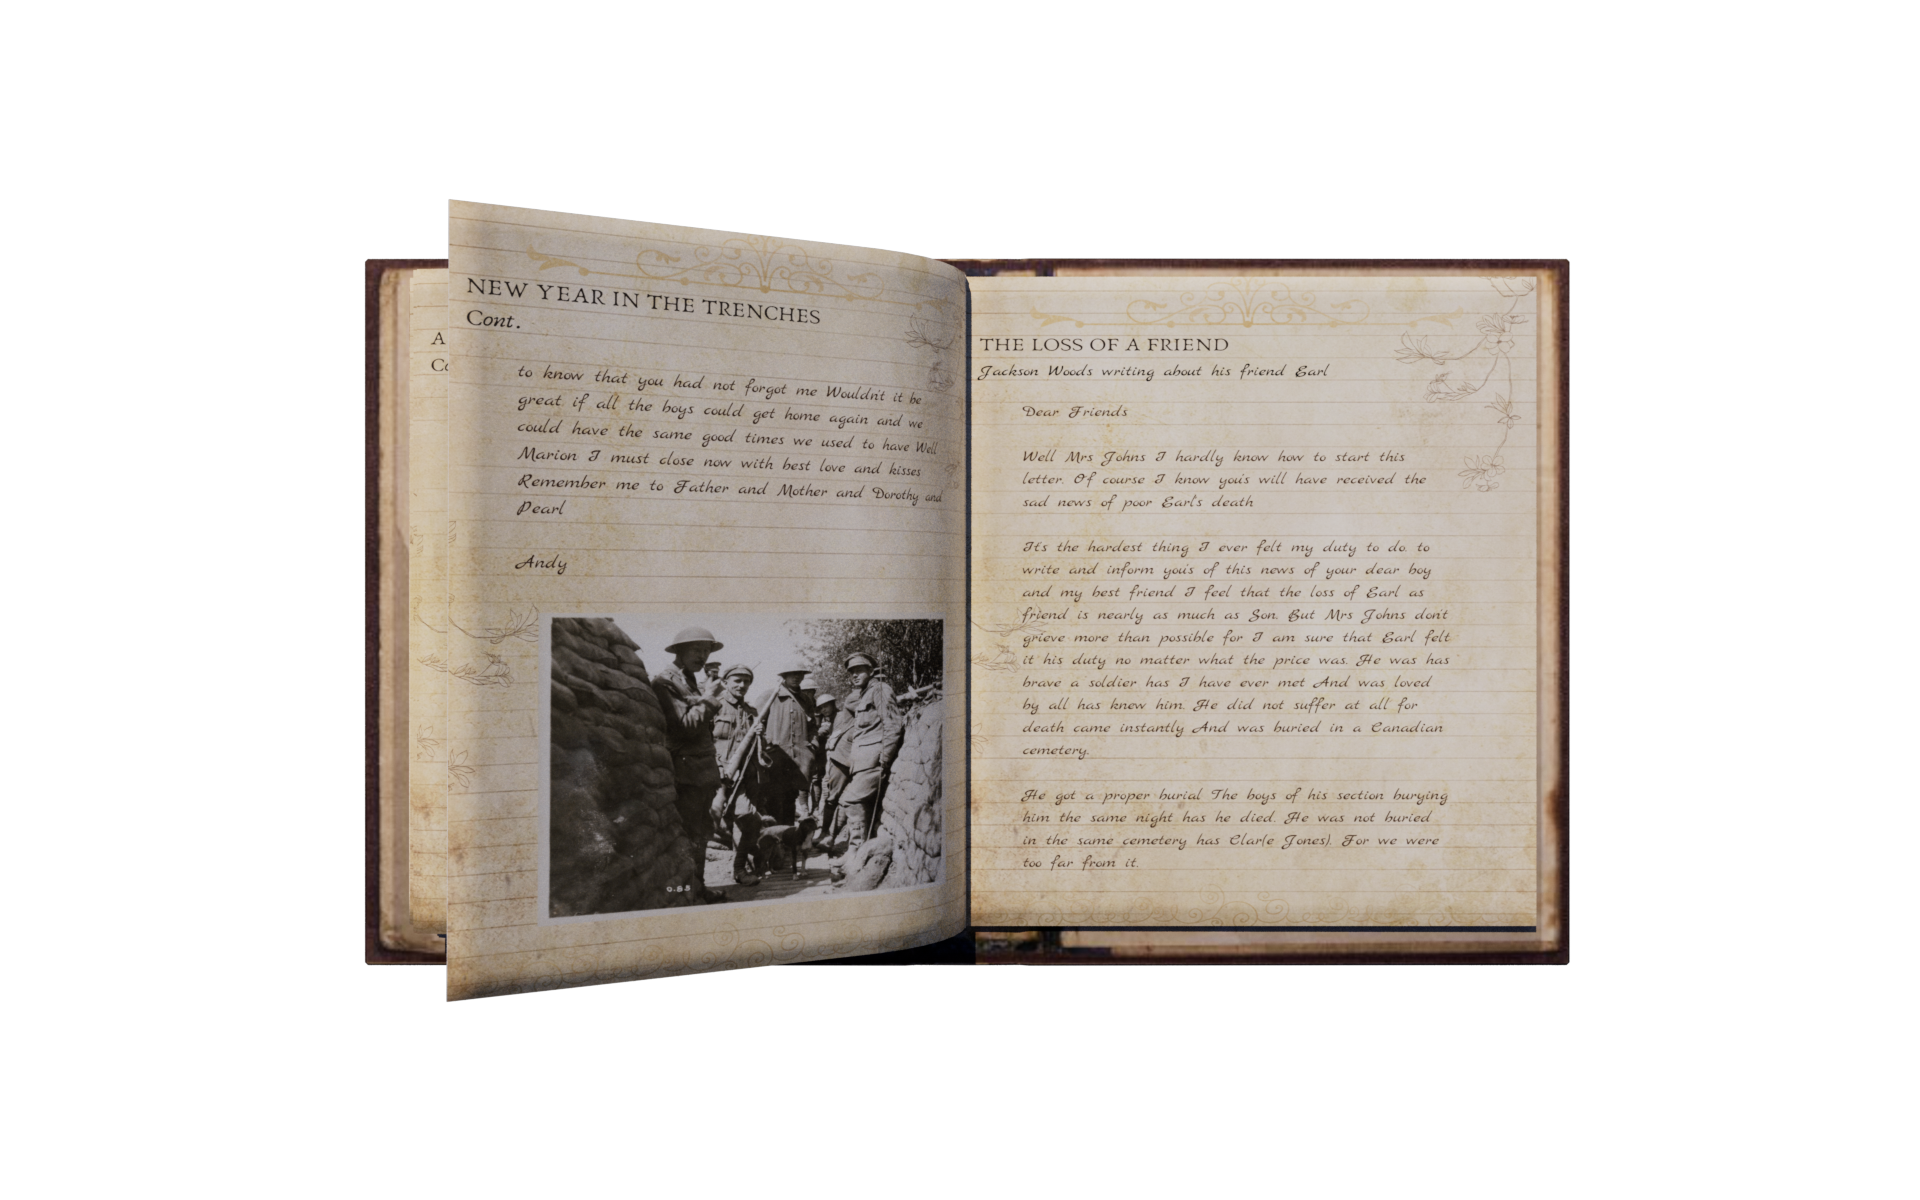 NEW YEAR IN THE TRENCHES
Cont.
to know that you had not forgot me Wouldn't it be
great if all the boys could get home again and we
could have the same good times we used to have Well
Marion I must close now with best love and kisses
Remember me to Father and Mother and Dorothy and
Pearl
Andy
0.83
A
Co
THE LOSS OF A FRIEND
Jackson Woods writing about his friend Earl
Dear Friends
Well Mrs Johns I hardly know how to start this
letter. Of course I know you's will have received the
sad news of poor Earl's death
It's the hardest thing I ever felt my duty to do. to
write and inform you's of this news of your dear boy
and my best friend I feel that the loss of Earl as
friend is nearly as much as Son. But Mrs Johns don't
grieve more than possible for I am sure that Earl felt
it his duty no matter what the price was. He was has
brave a soldier has I have ever met And was loved
by all has knew him. He did not suffer at all for
death came instantly And was buried in a Canadian
cemetery.
He got a proper burial The boys of his section burying
him the same night has he died. He was not buried
in the same cemetery has Clar(e Jones). For we were
too far from it.